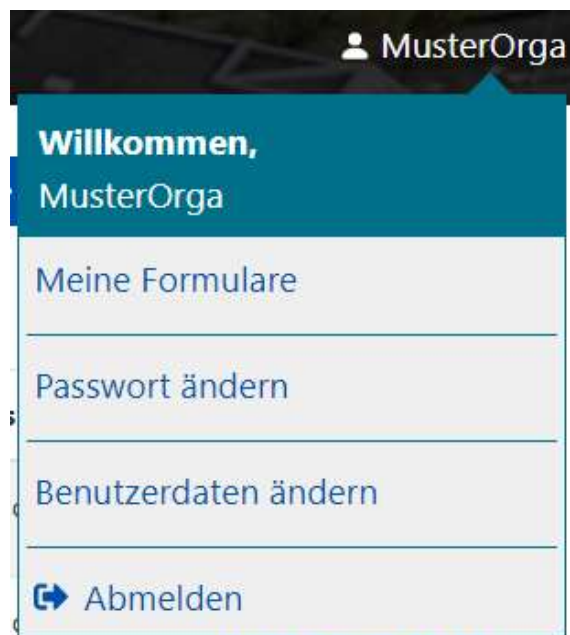 MusterOrga
Willkommen,
MusterOrga
Meine Formulare
Passwort ändern
Benutzerdaten ändern
Abmelden